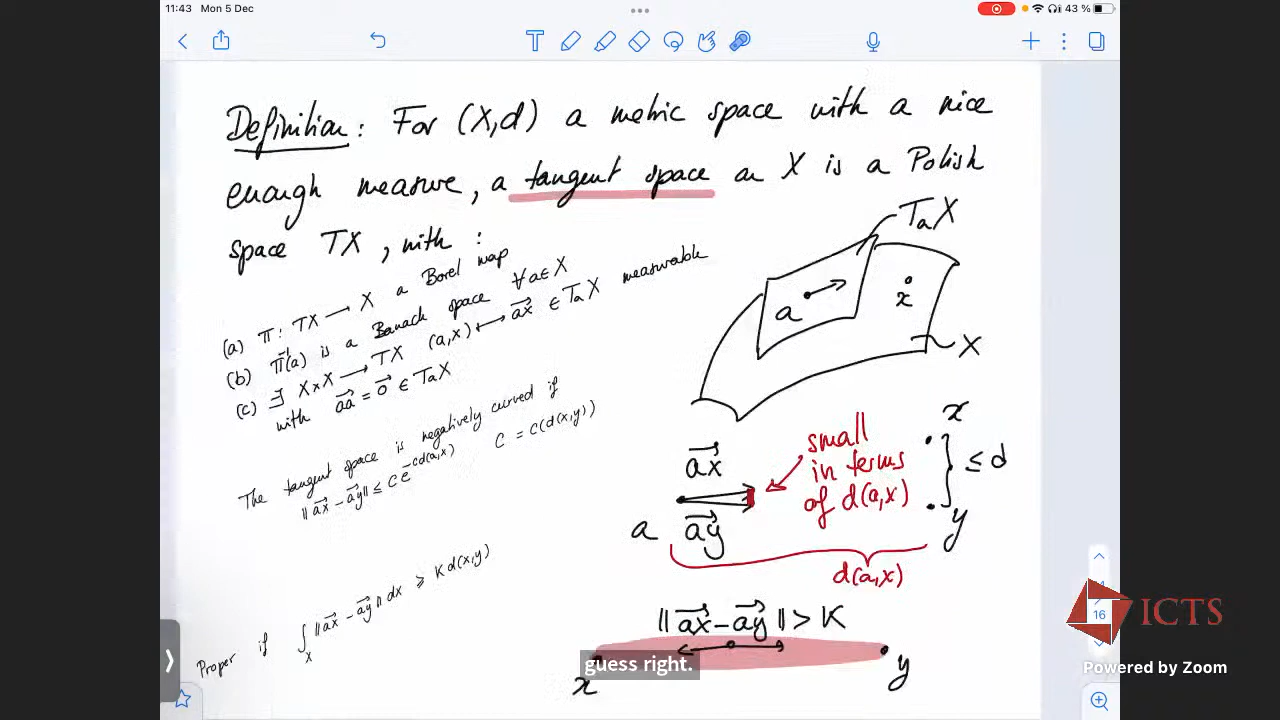 11:43 Mon 5 Dec
43 %
Definition: For (X,d) a metric space with a nice
enough measure, a tangent space on X is a Polish
space TX, with:
(a) π: TX → X a Borel map
(b) π⁻¹(a) is a Banach space ∀a∈X
(c) ∃ X×X → TX (a,x) ↦ ax⃗ ∈ TaX measurable
with aa⃗ = 0⃗ ∈ TaX
The tangent space is negatively curved if
‖ax⃗ - ay⃗‖ ≤ C e^{-cd(a,x)} C = C(d(x,y))
Proper if ∫_X ‖ax⃗ - ay⃗‖ dx ≥ K d(x,y)
TaX
a
x
X
ax⃗
a
ay⃗
small
in terms
of d(a,x)
x
≤ d
y
d(a,x)
‖ax⃗ - ay⃗‖ > K
x
y
guess right.
16
ICTS
Powered by Zoom